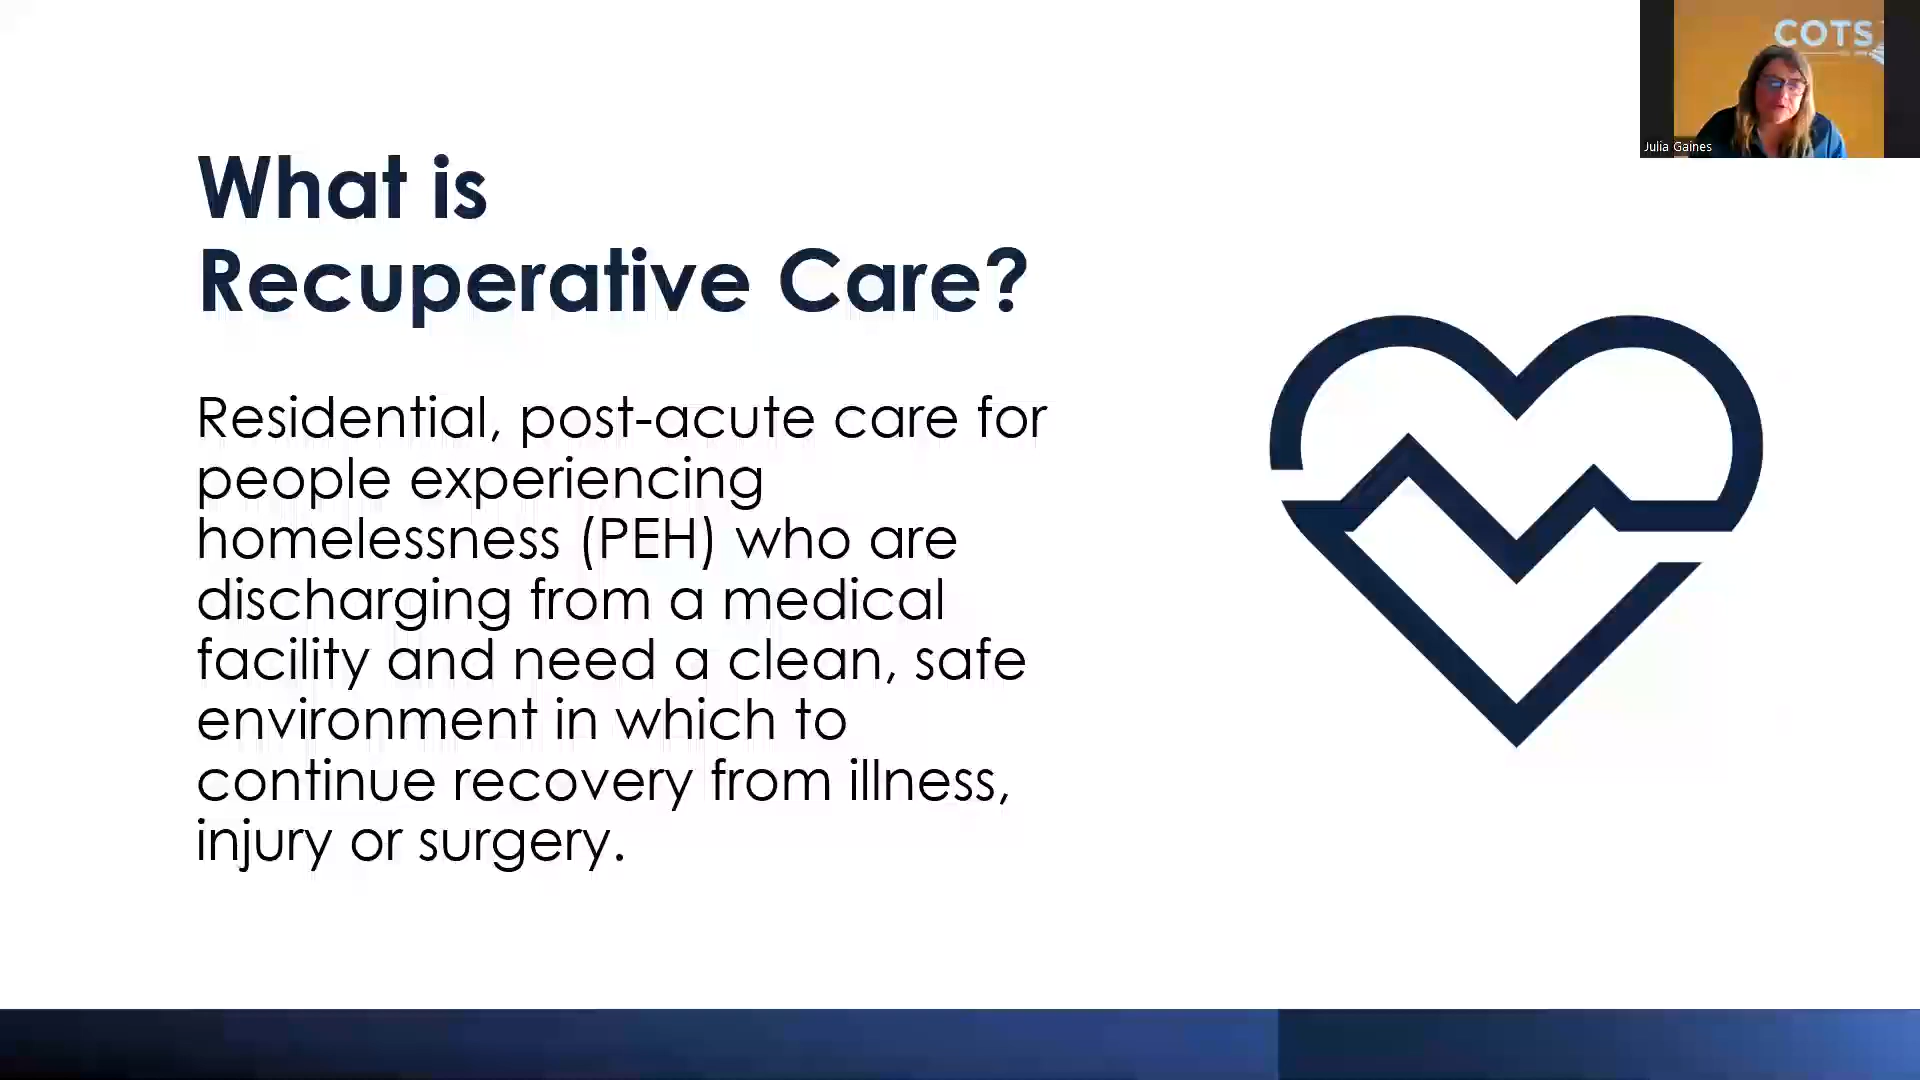 COTS
Julia Gaines
What is
Recuperative Care?
Residential, post-acute care for
people experiencing
homelessness (PEH) who are
discharging from a medical
facility and need a clean, safe
environment in which to
continue recovery from illness,
injury or surgery.